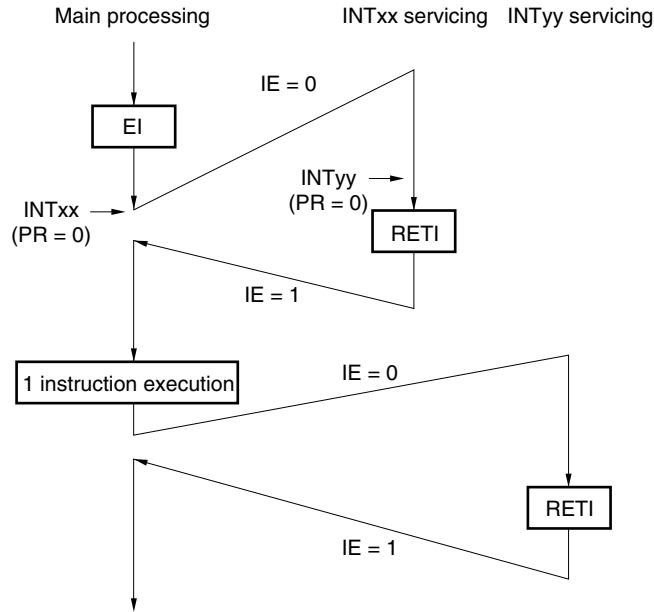 Main processing
INTxx servicing
INTyy servicing
IE = 0
EI
INTyy
(PR = 0)
INTxx
(PR = 0)
RETI
IE = 1
1 instruction execution
IE = 0
RETI
IE = 1